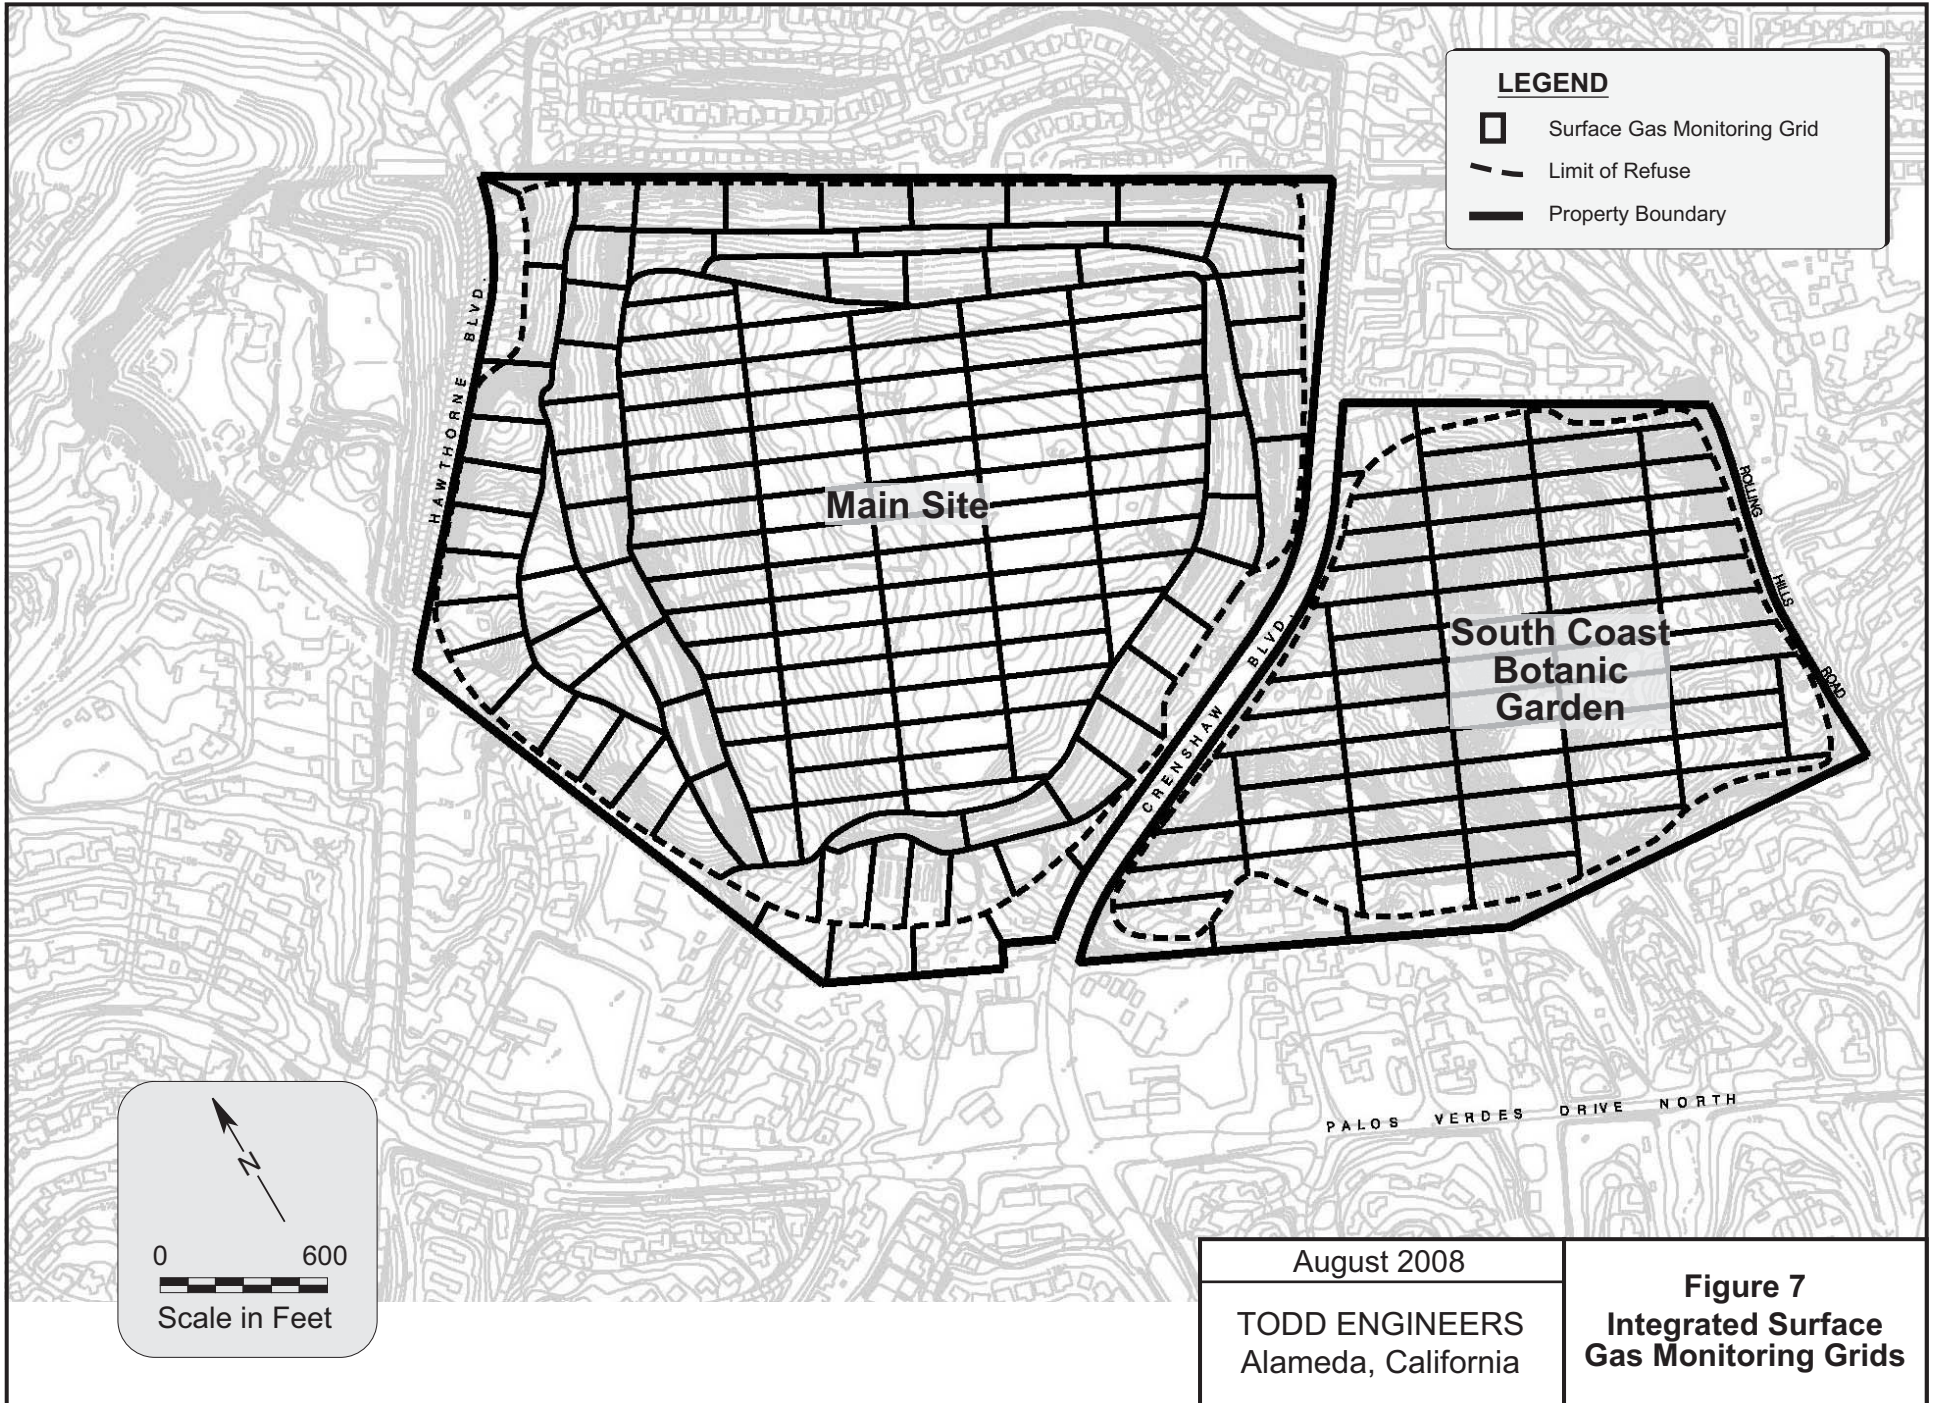 LEGEND
Surface Gas Monitoring Grid
Limit of Refuse
Property Boundary
HAWTHORNE BLVD.
Main Site
CRENSHAW BLVD.
South Coast
Botanic
Garden
ROLLING HILLS ROAD
PALOS VERDES DRIVE NORTH
N
0 600
Scale in Feet
August 2008
TODD ENGINEERS
Alameda, California
Figure 7
Integrated Surface
Gas Monitoring Grids